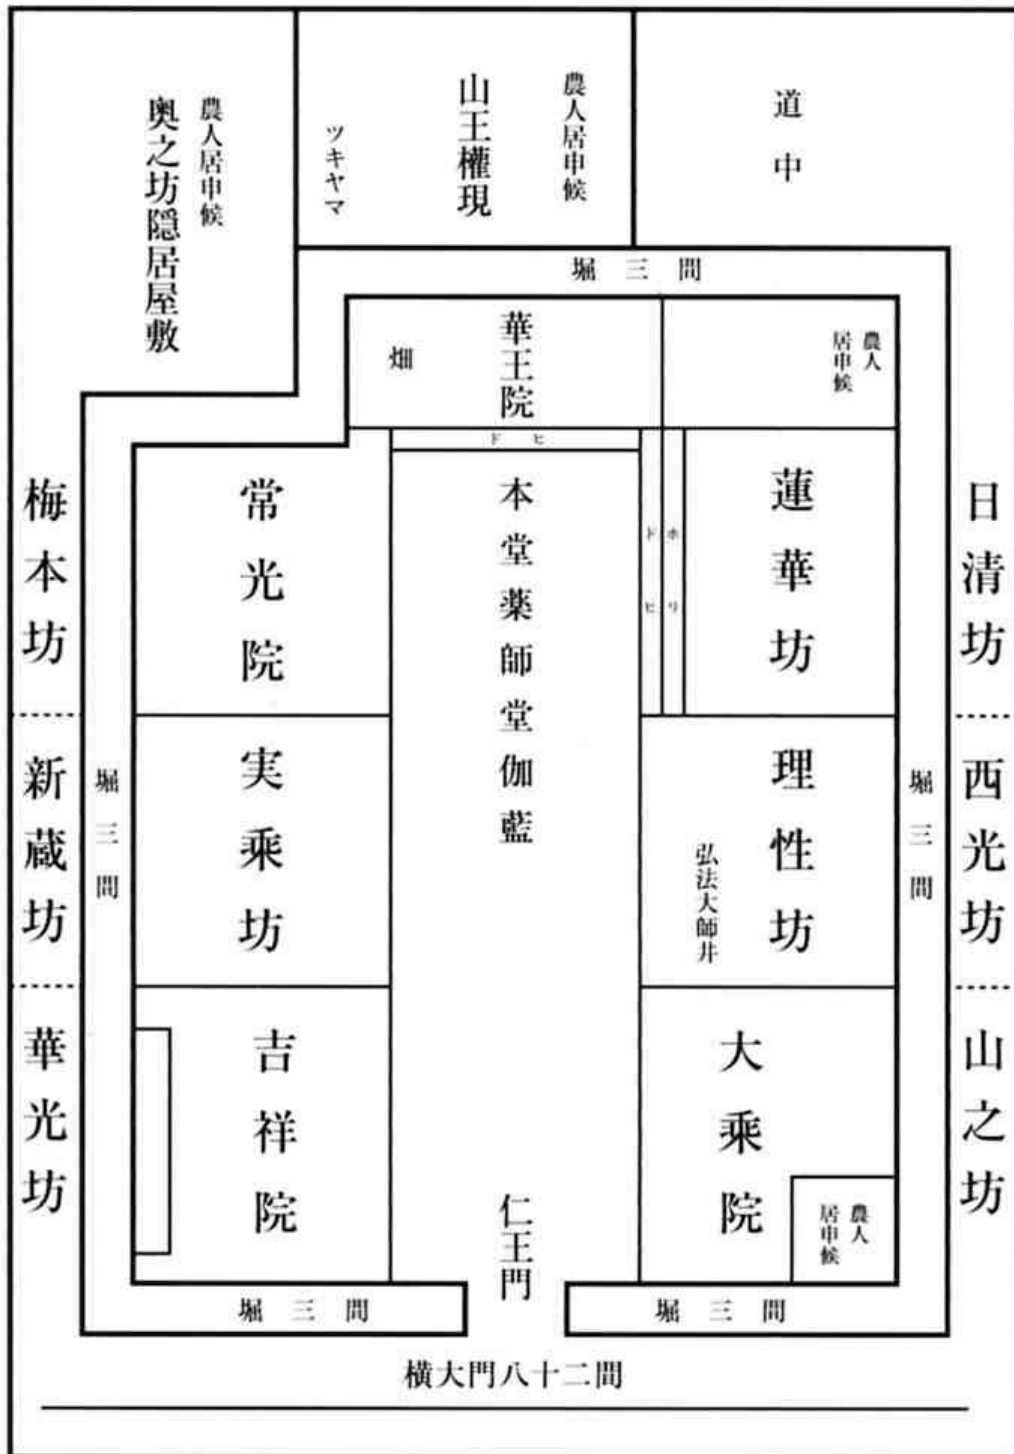 道中
農人居申候
山王權現
ツキヤマ
農人居申候
奥之坊隠居屋敷
堀三間
農人
居申候
華王院
畑
ヒド
日清坊
西光坊
山之坊
堀三間
蓮華坊
ホリ
ドヒ
理性坊
弘法大師井
大乘院
農人
居申候
本堂薬師堂伽藍
仁王門
常光院
実乘坊
吉祥院
堀三間
梅本坊
新蔵坊
華光坊
堀三間
堀三間
横大門八十二間